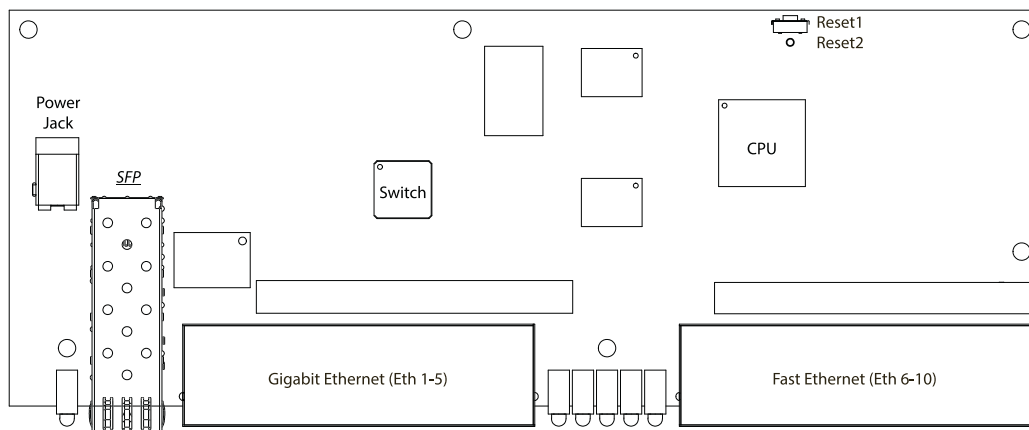 Reset1
Reset2
Power
Jack
CPU
SFP
Switch
Gigabit Ethernet (Eth 1-5)
Fast Ethernet (Eth 6-10)